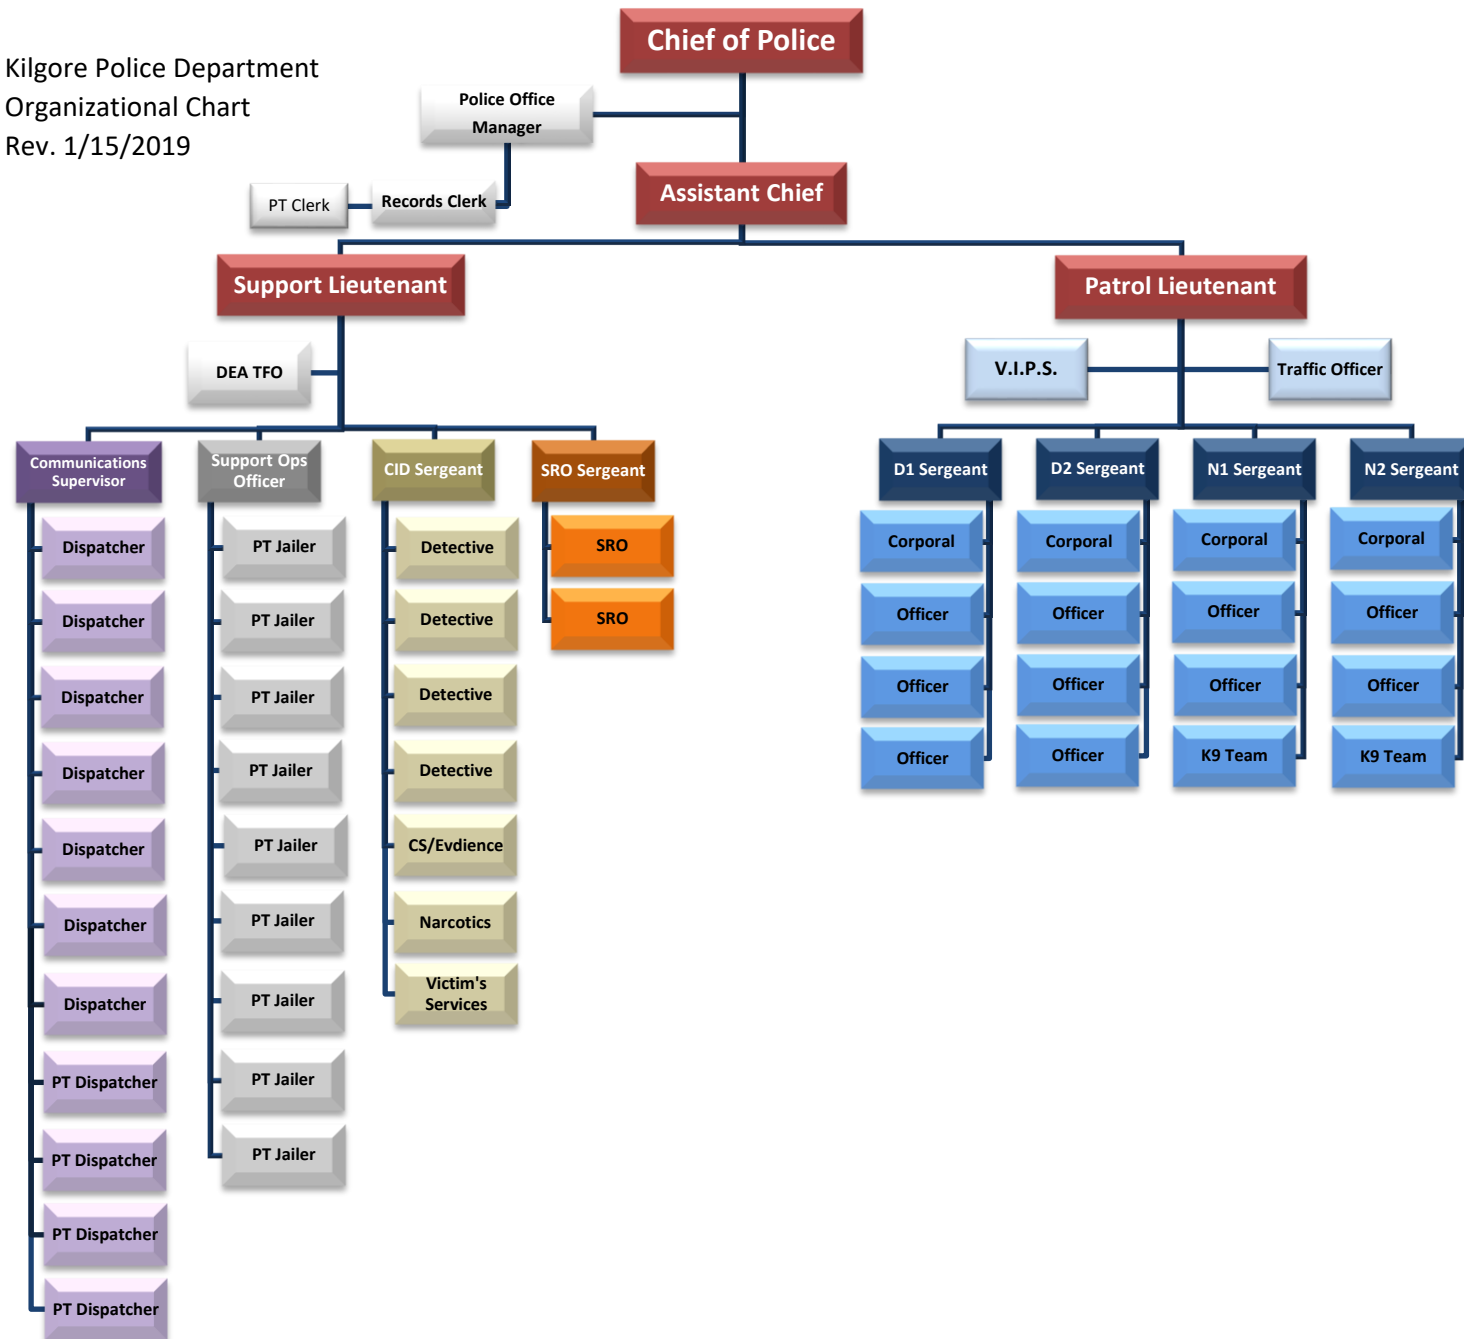 Chief of Police
Kilgore Police Department
Organizational Chart
Rev. 1/15/2019
Police Office
Manager
Assistant Chief
PT Clerk
Records Clerk
Support Lieutenant
Patrol Lieutenant
DEA TFO
V.I.P.S.
Traffic Officer
Communications
Supervisor
Dispatcher
Dispatcher
Dispatcher
Dispatcher
Dispatcher
Dispatcher
Dispatcher
PT Dispatcher
PT Dispatcher
PT Dispatcher
PT Dispatcher
Support Ops
Officer
PT Jailer
PT Jailer
PT Jailer
PT Jailer
PT Jailer
PT Jailer
PT Jailer
PT Jailer
PT Jailer
CID Sergeant
Detective
Detective
Detective
Detective
CS/Evdience
Narcotics
Victim's
Services
SRO Sergeant
SRO
SRO
D1 Sergeant
Corporal
Officer
Officer
Officer
D2 Sergeant
Corporal
Officer
Officer
Officer
N1 Sergeant
Corporal
Officer
Officer
K9 Team
N2 Sergeant
Corporal
Officer
Officer
K9 Team